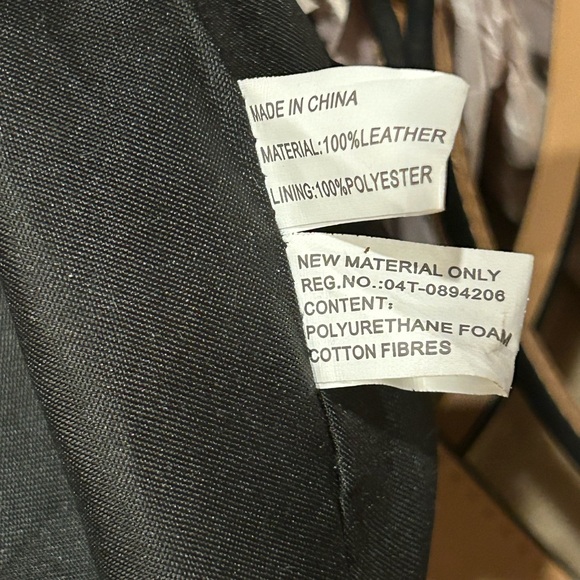 MADE IN CHINA
MATERIAL:100%LEATHER
LINING:100%POLYESTER
NEW MATERIAL ONLY
REG.NO.:04T-0894206
CONTENT:
POLYURETHANE FOAM
COTTON FIBRES